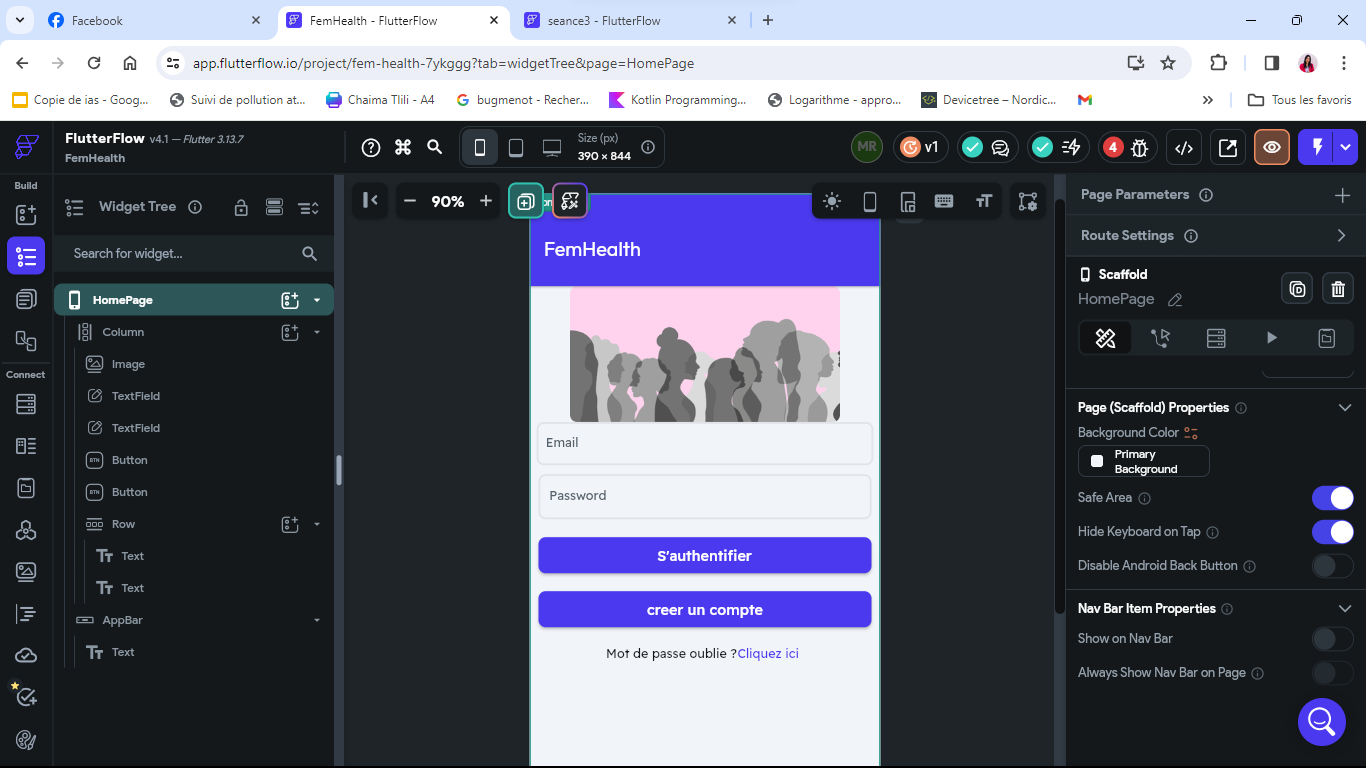 Facebook
FemHealth - FlutterFlow
seance3 - FlutterFlow
app.flutterflow.io/project/fem-health-7ykggg?tab=widgetTree&page=HomePage
Copie de ias - Goog...
Suivi de pollution at...
Chaima Tlili - A4
bugmenot - Recher...
Kotlin Programming...
Logarithme - appro...
Devicetree – Nordic...
Tous les favoris
FlutterFlow v4.1 — Flutter 3.13.7
FemHealth
Size (px)
390 × 844
MR
v1
4
Build
Connect
Widget Tree
Search for widget...
HomePage
Column
Image
TextField
TextField
Button
Button
Row
Text
Text
AppBar
Text
90%
FemHealth
Email
Password
S'authentifier
creer un compte
Mot de passe oublie ?Cliquez ici
Page Parameters
Route Settings
Scaffold
HomePage
Page (Scaffold) Properties
Background Color
Primary
Background
Safe Area
Hide Keyboard on Tap
Disable Android Back Button
Nav Bar Item Properties
Show on Nav Bar
Always Show Nav Bar on Page